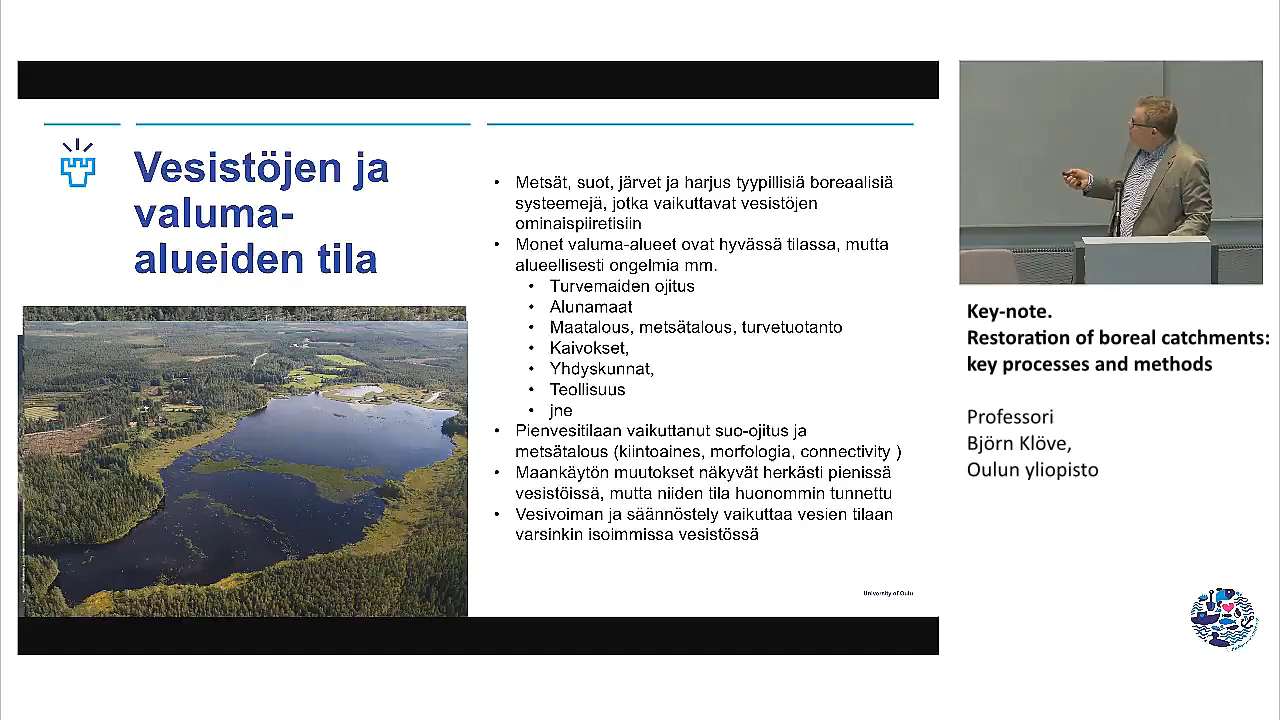 Vesistöjen ja
valuma-
alueiden tila
• Metsät, suot, järvet ja harjus tyypillisiä boreaalisiä
systeemejä, jotka vaikuttavat vesistöjen
ominaispiiretisiin
• Monet valuma-alueet ovat hyvässä tilassa, mutta
alueellisesti ongelmia mm.
• Turvemaiden ojitus
• Alunamaat
• Maatalous, metsätalous, turvetuotanto
• Kaivokset,
• Yhdyskunnat,
• Teollisuus
• jne
• Pienvesitilaan vaikuttanut suo-ojitus ja
metsätalous (kiintoaines, morfologia, connectivity )
• Maankäytön muutokset näkyvät herkästi pienissä
vesistöissä, mutta niiden tila huonommin tunnettu
• Vesivoiman ja säännöstely vaikuttaa vesien tilaan
varsinkin isoimmissa vesistössä
University of Oulu
Key-note.
Restoration of boreal catchments:
key processes and methods
Professori
Björn Klöve,
Oulun yliopisto